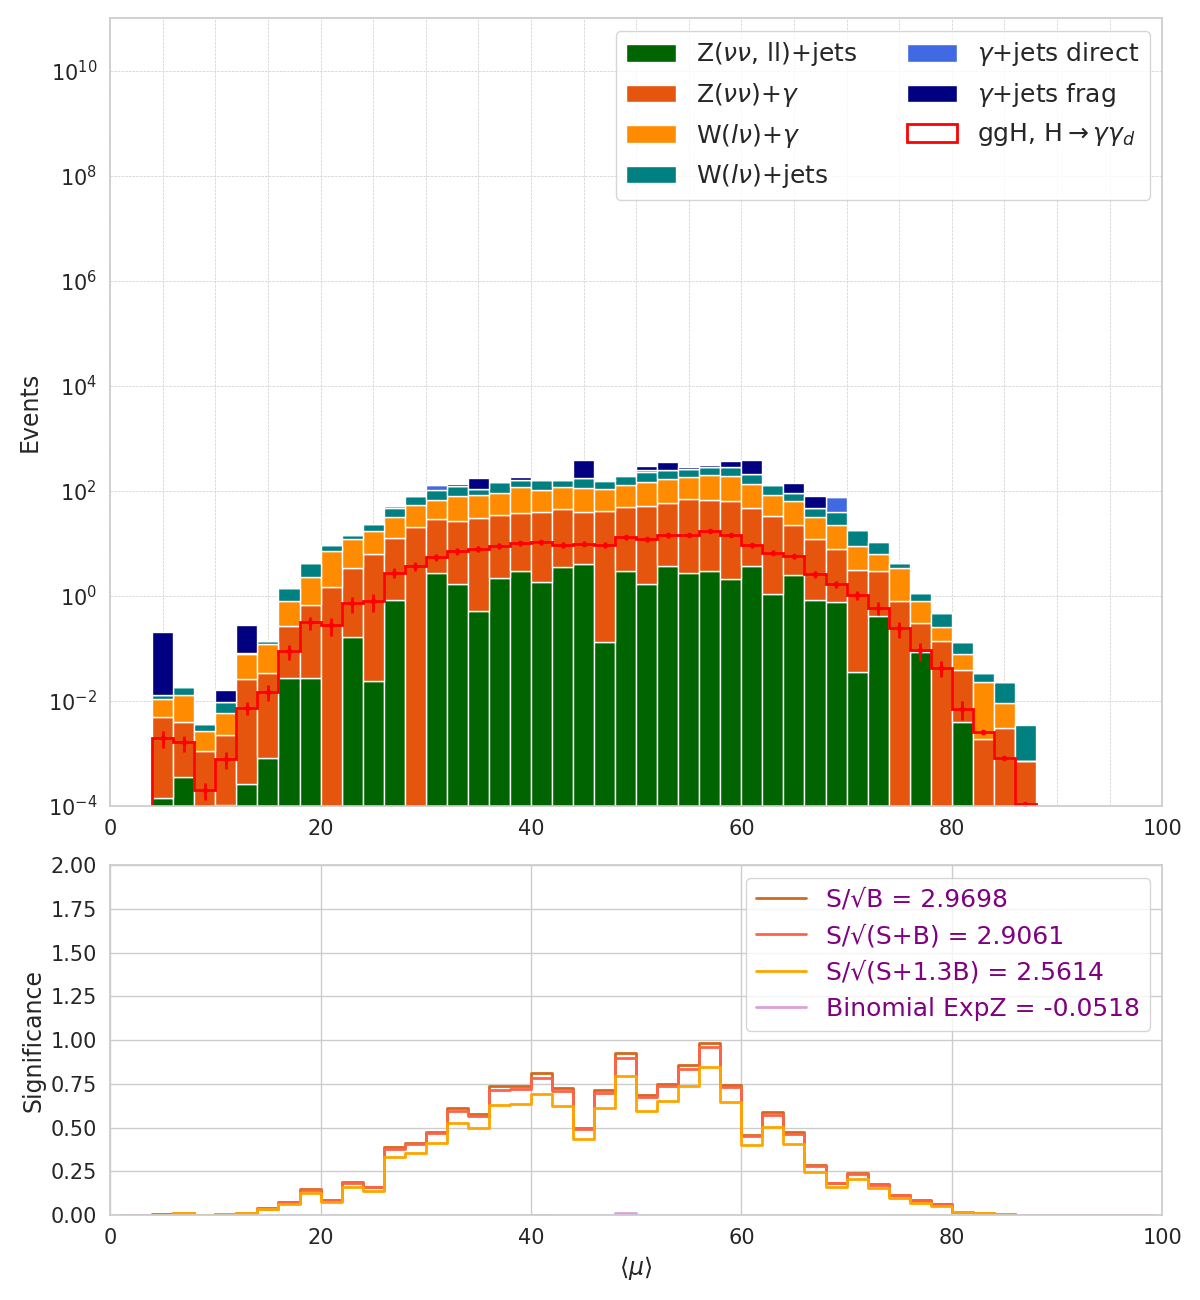 Z(νν, ll)+jets
Z(νν)+γ
W(lν)+γ
W(lν)+jets
γ+jets direct
γ+jets frag
ggH, H→γγ_d
Events
10^10
10^8
10^6
10^4
10^2
10^0
10^−2
10^−4
0 20 40 60 80 100
S/√B = 2.9698
S/√(S+B) = 2.9061
S/√(S+1.3B) = 2.5614
Binomial ExpZ = -0.0518
Significance
2.00
1.75
1.50
1.25
1.00
0.75
0.50
0.25
0.00
0 20 40 60 80 100
⟨μ⟩